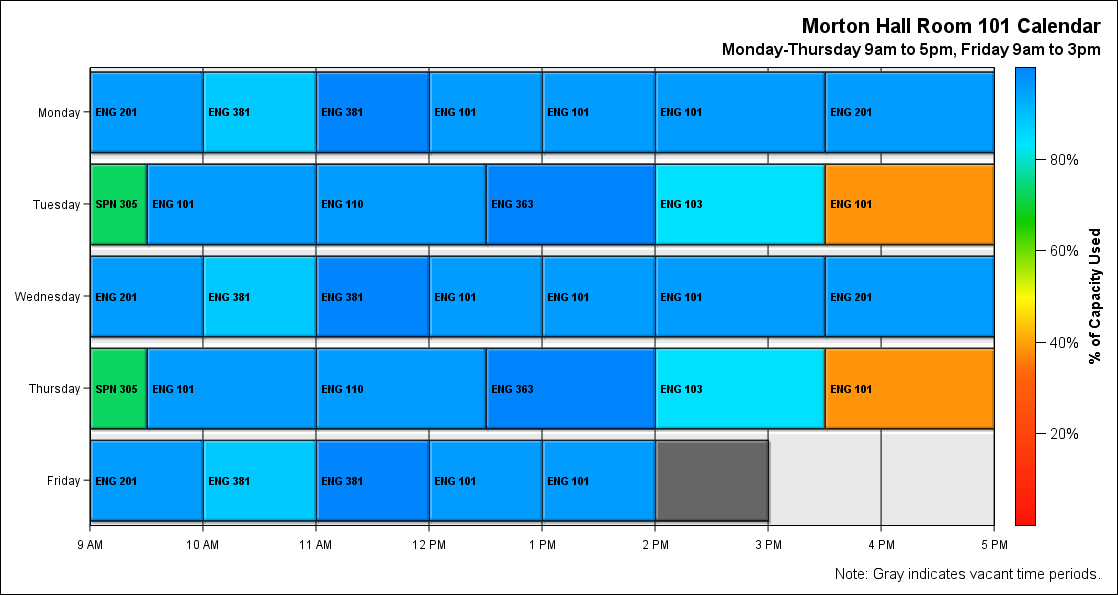 Morton Hall Room 101 Calendar
Monday-Thursday 9am to 5pm, Friday 9am to 3pm
Monday ENG 201 ENG 381 ENG 381 ENG 101 ENG 101 ENG 101 ENG 201
Tuesday SPN 305 ENG 101 ENG 110 ENG 363 ENG 103 ENG 101
Wednesday ENG 201 ENG 381 ENG 381 ENG 101 ENG 101 ENG 101 ENG 201
Thursday SPN 305 ENG 101 ENG 110 ENG 363 ENG 103 ENG 101
Friday ENG 201 ENG 381 ENG 381 ENG 101 ENG 101
9 AM 10 AM 11 AM 12 PM 1 PM 2 PM 3 PM 4 PM 5 PM
80%
60%
40%
20%
% of Capacity Used
Note: Gray indicates vacant time periods.